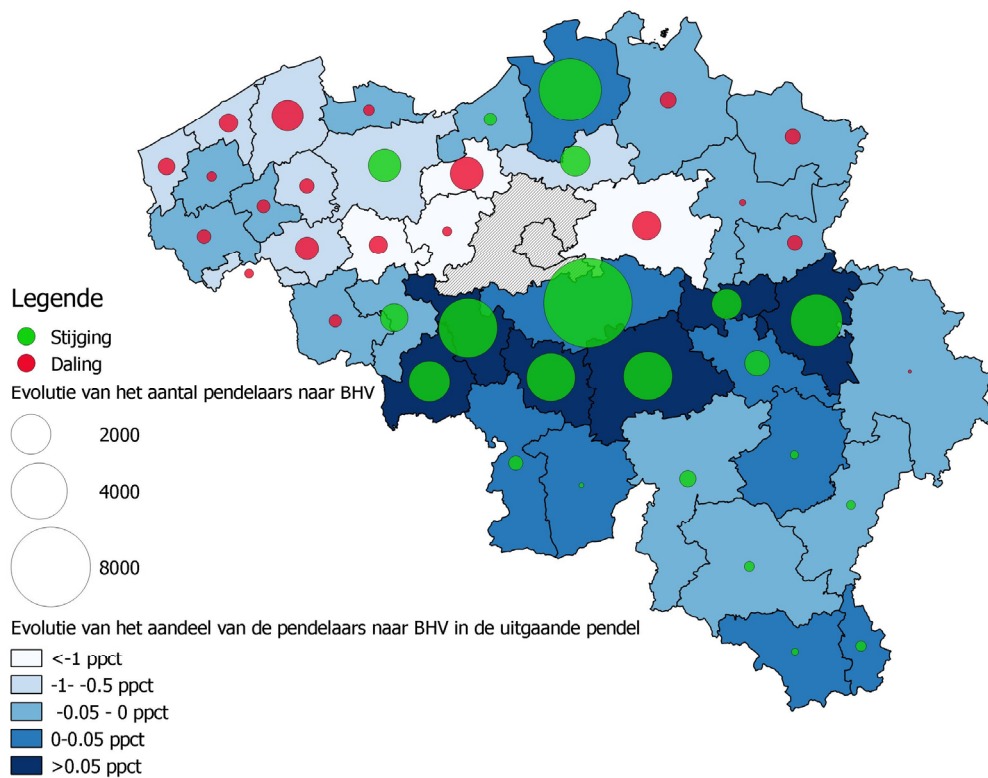 Legende
Stijging
Daling
Evolutie van het aantal pendelaars naar BHV
2000
4000
8000
Evolutie van het aandeel van de pendelaars naar BHV in de uitgaande pendel
<-1 ppct
-1- -0.5 ppct
-0.05 - 0 ppct
0-0.05 ppct
>0.05 ppct